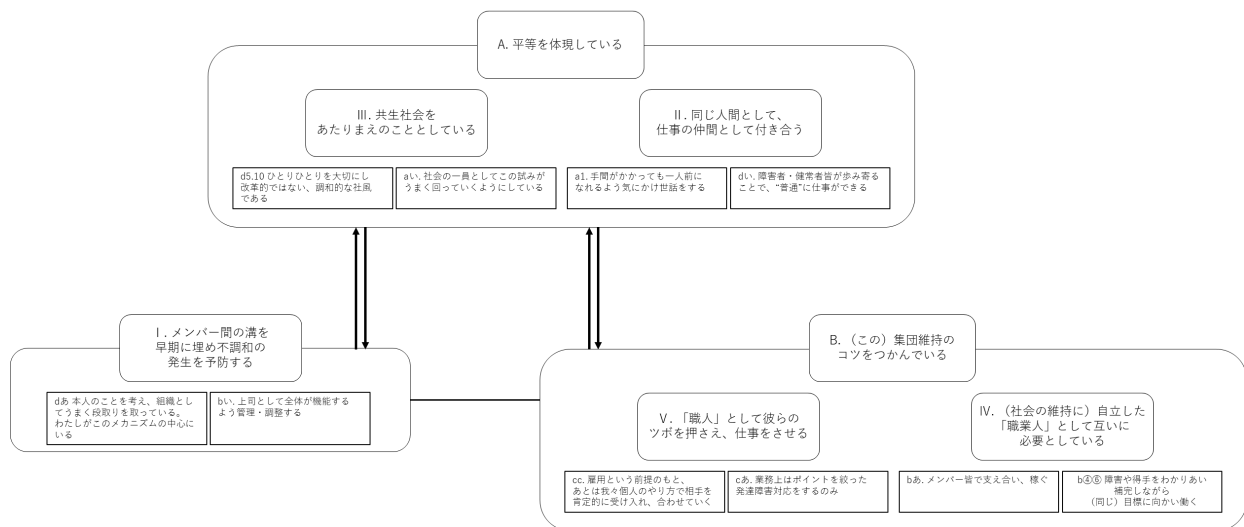 A. 平等を体現している
Ⅲ. 共生社会を
あたりまえのこととしている
Ⅱ. 同じ人間として、
仕事の仲間として付き合う
d5.10 ひとりひとりを大切にし
改革的ではない、調和的な社風
である
aい. 社会の一員としてこの試みが
うまく回っていくようにしている
a1. 手間がかかっても一人前に
なれるよう気にかけ世話をする
dい. 障害者・健常者皆が歩み寄る
ことで、“普通”に仕事ができる
Ⅰ. メンバー間の溝を
早期に埋め不調和の
発生を予防する
dあ 本人のことを考え、組織とし
てうまく段取りを取っている。
わたしがこのメカニズムの中心に
いる
bい. 上司として全体が機能する
よう管理・調整する
B. （この）集団維持の
コツをつかんでいる
Ⅴ. 「職人」として彼らの
ツボを押さえ、仕事をさせる
Ⅳ. （社会の維持に）自立した
「職業人」として互いに
必要としている
cc. 雇用という前提のもと、
あとは我々個人のやり方で相手を
肯定的に受け入れ、合わせていく
cあ. 業務上はポイントを絞った
発達障害対応をするのみ
bあ. メンバー皆で支え合い、稼ぐ
b④⑥ 障害や得手をわかりあい
補完しながら
（同じ）目標に向かい働く